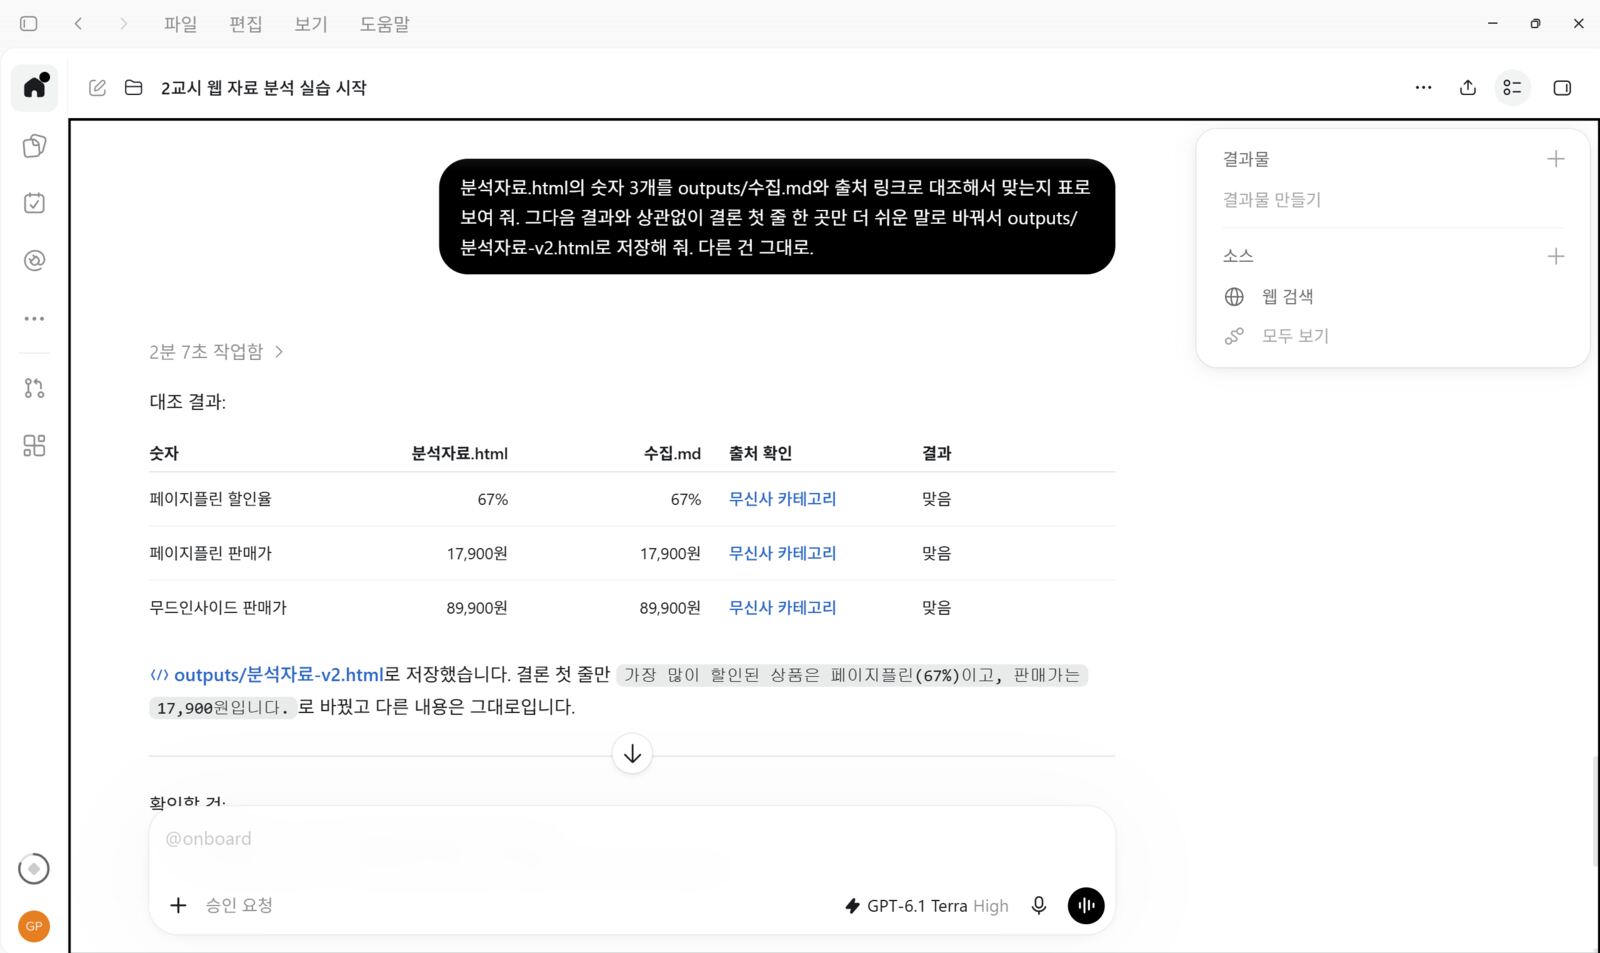 파일 편집 보기 도움말
2교시 웹 자료 분석 실습 시작
분석자료.html의 숫자 3개를 outputs/수집.md와 출처 링크로 대조해서 맞는지 표로
보여 줘. 그다음 결과와 상관없이 결론 첫 줄 한 곳만 더 쉬운 말로 바꿔서 outputs/
분석자료-v2.html로 저장해 줘. 다른 건 그대로.
결과물
결과물 만들기
소스
웹 검색
모두 보기
2분 7초 작업함
대조 결과:
숫자 분석자료.html 수집.md 출처 확인 결과
페이지플린 할인율 67% 67% 무신사 카테고리 맞음
페이지플린 판매가 17,900원 17,900원 무신사 카테고리 맞음
무드인사이드 판매가 89,900원 89,900원 무신사 카테고리 맞음
outputs/분석자료-v2.html로 저장했습니다. 결론 첫 줄만 가장 많이 할인된 상품은 페이지플린(67%)이고, 판매가는
17,900원입니다. 로 바꿨고 다른 내용은 그대로입니다.
확인할 것:
@onboard
승인 요청 GPT-6.1 Terra High
GP